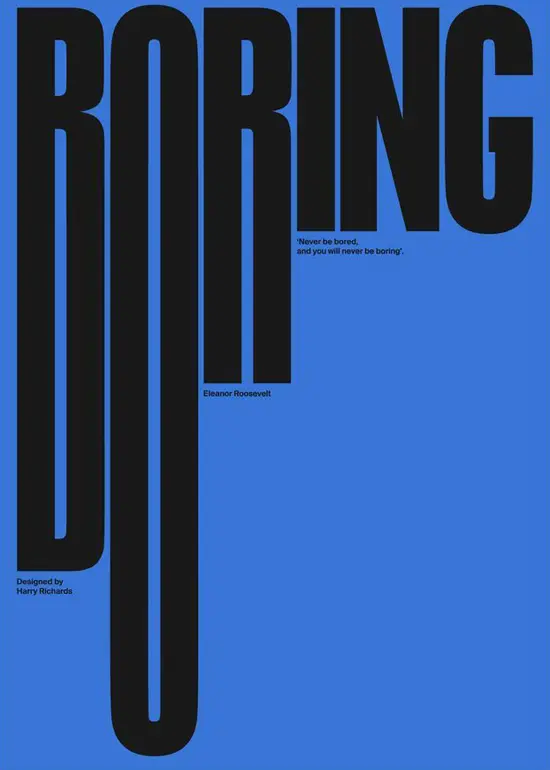 BORING
‘Never be bored,
and you will never be boring’.
Eleanor Roosevelt
Designed by
Harry Richards